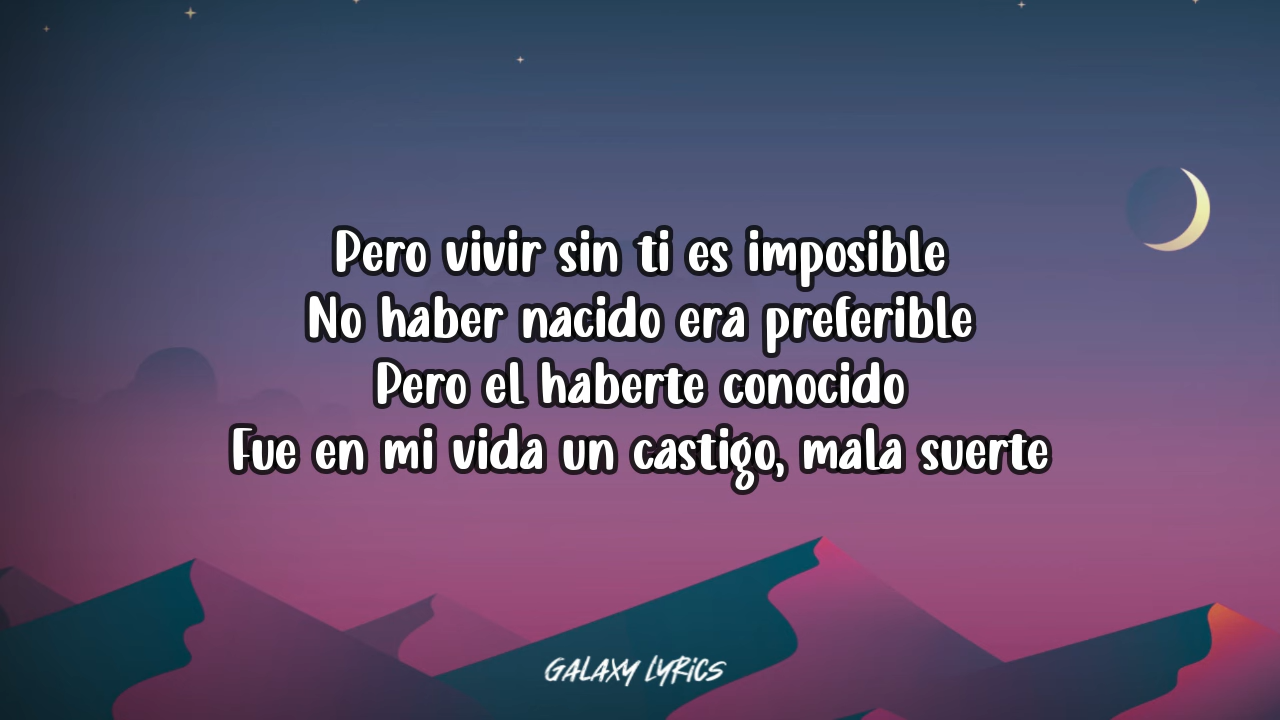 Pero vivir sin ti es imposible
No haber nacido era preferible
Pero el haberte conocido
Fue en mi vida un castigo, mala suerte
GALAXY LYRICS